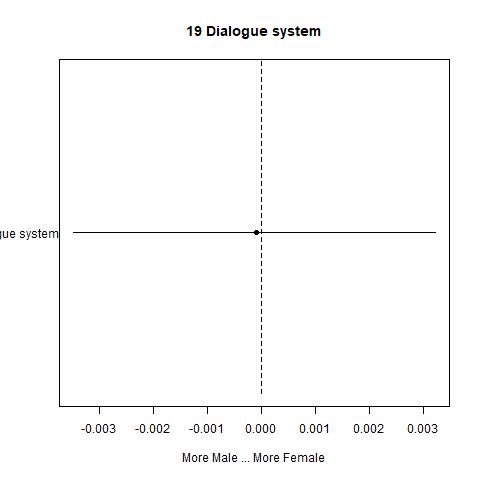 19 Dialogue system
gue system
-0.003 -0.002 -0.001 0.000 0.001 0.002 0.003
More Male ... More Female